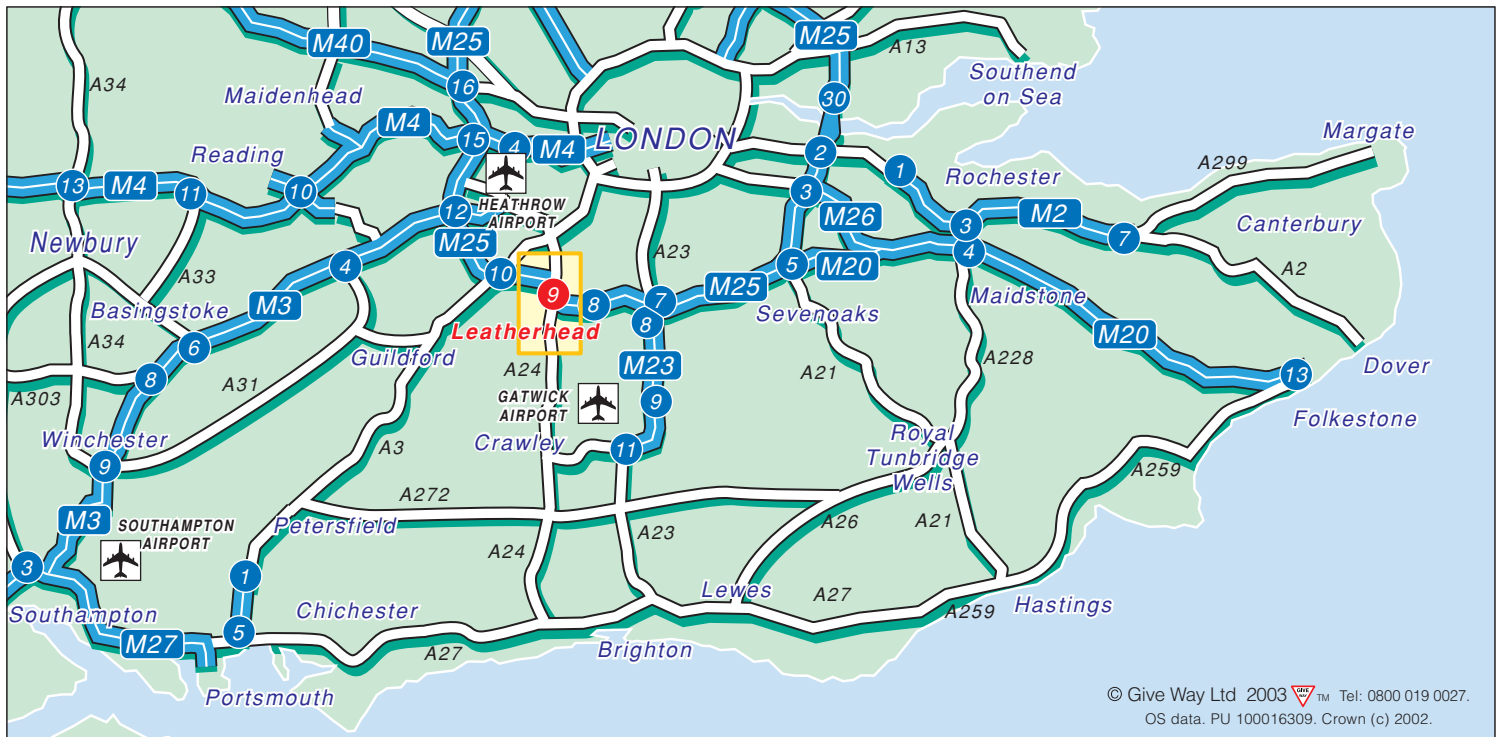 M40
M25
M25
A13
A34
16
Southend
on Sea
Maidenhead
30
M4
15
4
M4
LONDON
2
Margate
Reading
1
A299
13
M4
11
10
HEATHROW
AIRPORT
3
Rochester
12
M26
3
M2
7
Canterbury
Newbury
M25
A23
4
A33
4
10
5
M20
A2
9
8
7
M25
Maidstone
Basingstoke
M3
Leatherhead
8
Sevenoaks
M20
A34
6
Guildford
A24
M23
A21
A228
Dover
8
A31
GATWICK
AIRPORT
9
13
A303
Folkestone
Winchester
A3
Crawley
11
Royal
Tunbridge
Wells
9
A259
A272
M3
SOUTHAMPTON
AIRPORT
Petersfield
A24
A23
A26
A21
3
1
Lewes
A27
Southampton
Chichester
A259
Hastings
5
M27
A27
Brighton
Portsmouth
© Give Way Ltd 2003 GIVE WAY TM Tel: 0800 019 0027.
OS data. PU 100016309. Crown (c) 2002.